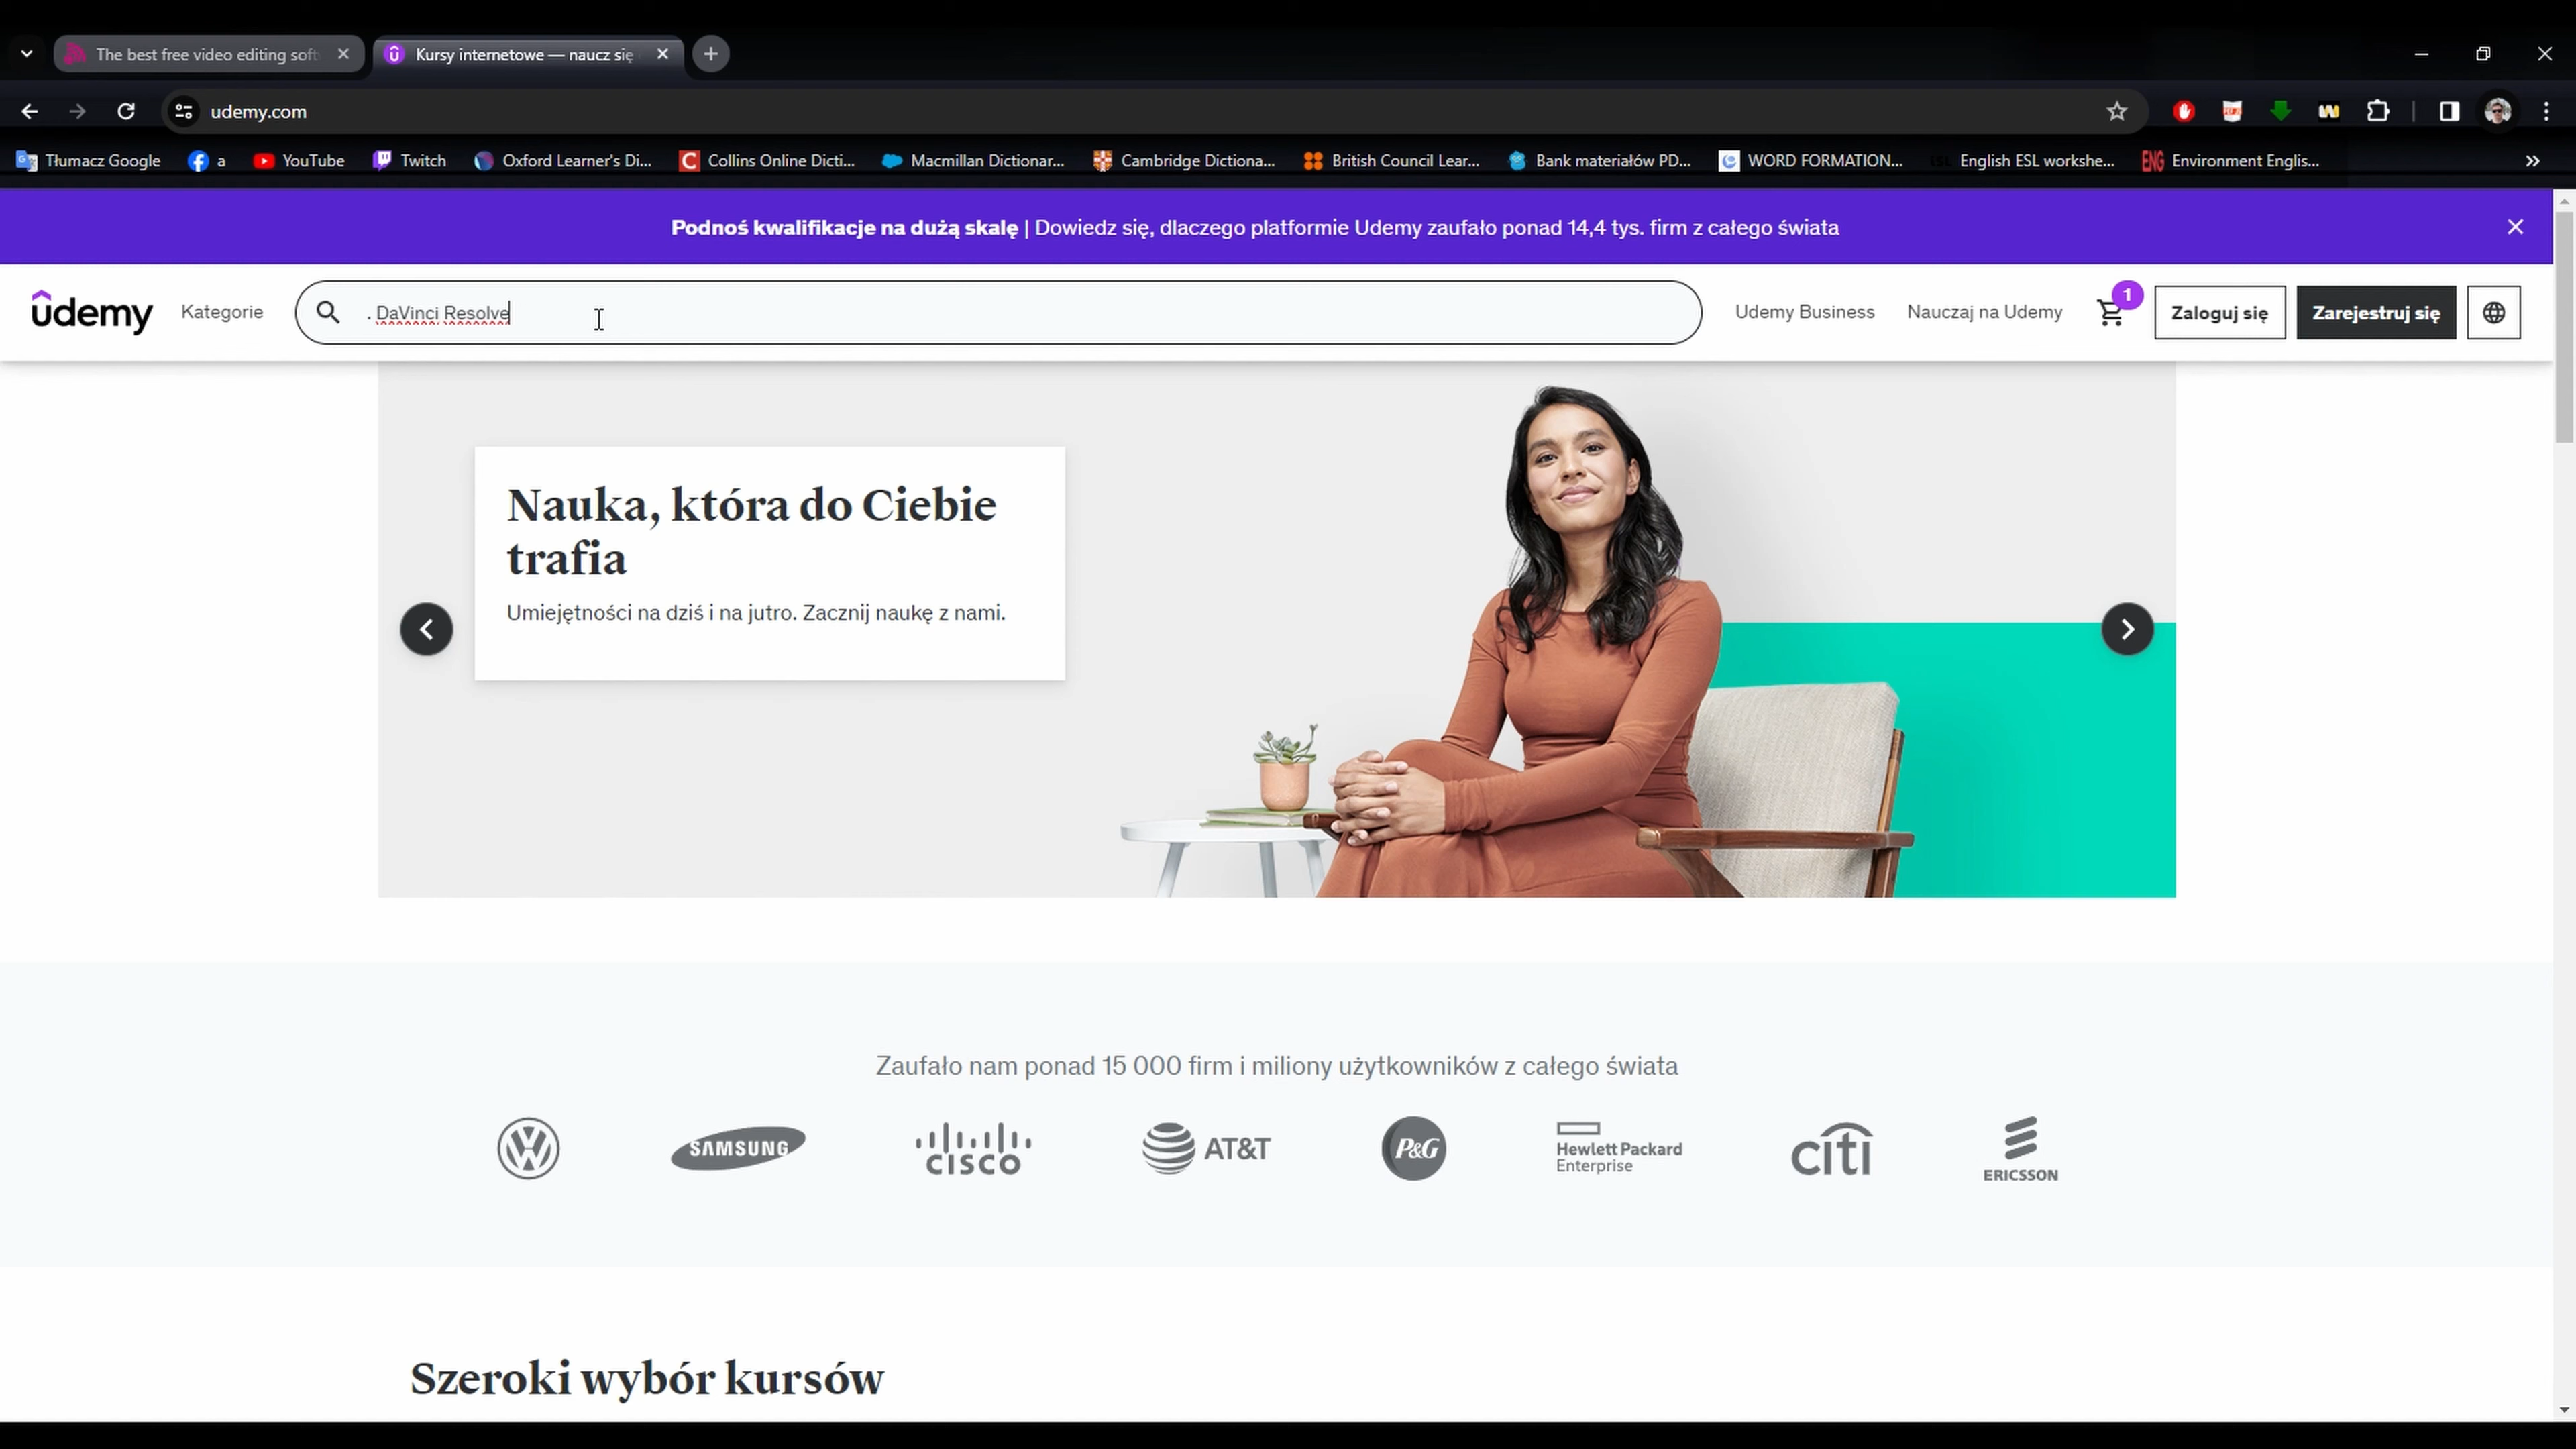 The best free video editing soft
Kursy internetowe — naucz się
udemy.com
Tłumacz Google
a
YouTube
Twitch
Oxford Learner's Di...
Collins Online Dicti...
Macmillan Dictionar...
Cambridge Dictiona...
British Council Lear...
Bank materiałów PD...
WORD FORMATION...
ESL
English ESL workshe...
ENG
Environment Englis...
Podnoś kwalifikacje na dużą skalę | Dowiedz się, dlaczego platformie Udemy zaufało ponad 14,4 tys. firm z całego świata
udemy
Kategorie
. DaVinci Resolve
Udemy Business
Nauczaj na Udemy
1
Zaloguj się
Zarejestruj się
Nauka, która do Ciebie
trafia
Umiejętności na dziś i na jutro. Zacznij naukę z nami.
Zaufało nam ponad 15 000 firm i miliony użytkowników z całego świata
VW
SAMSUNG
CISCO
AT&T
P&G
Hewlett Packard
Enterprise
citi
ERICSSON
Szeroki wybór kursów